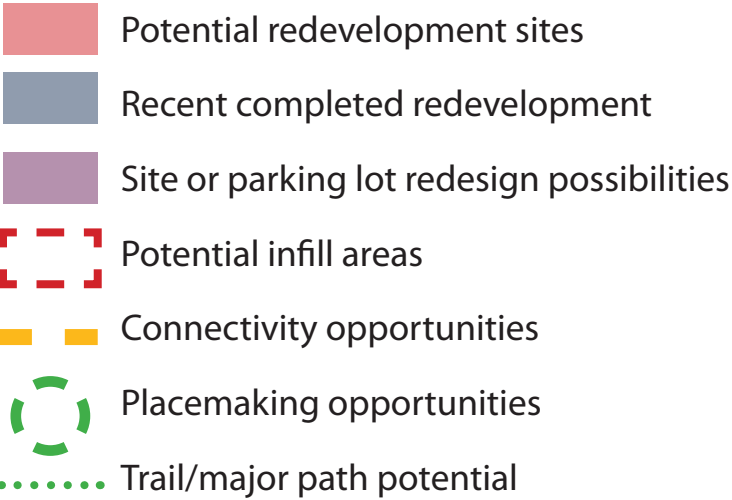 Potential redevelopment sites
Recent completed redevelopment
Site or parking lot redesign possibilities
Potential infill areas
Connectivity opportunities
Placemaking opportunities
Trail/major path potential